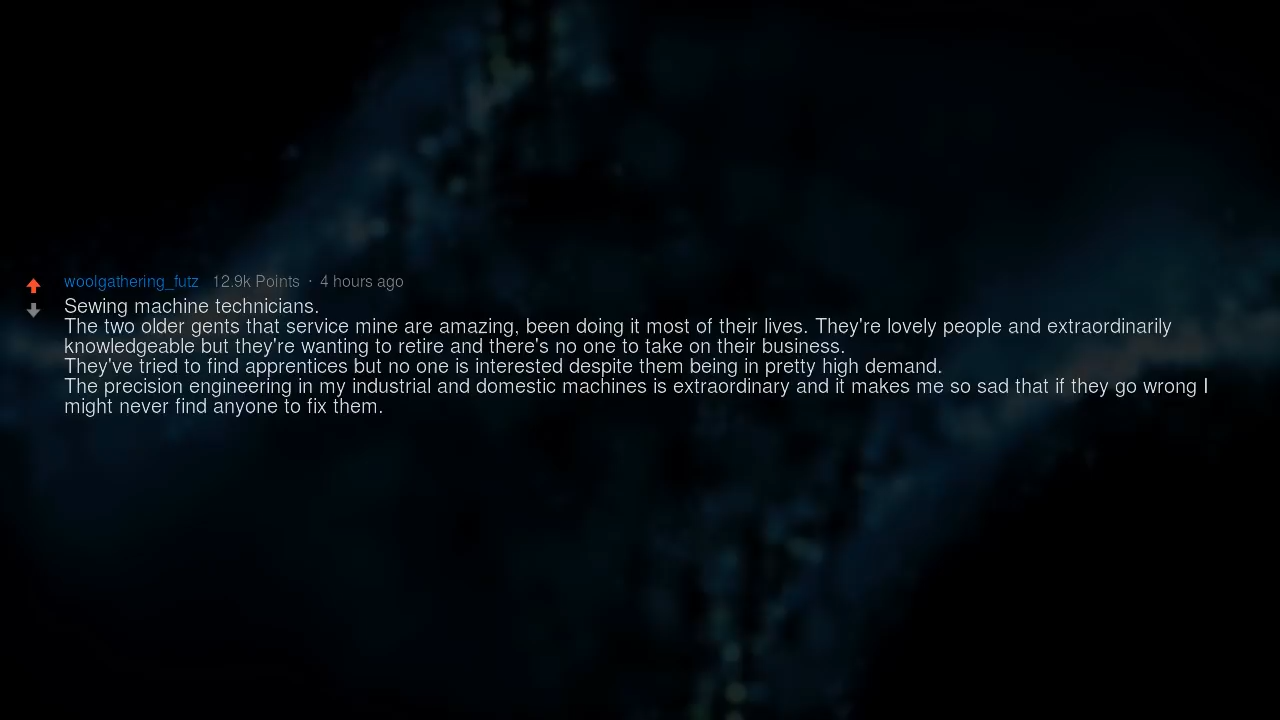 woolgathering_futz 12.9k Points · 4 hours ago
Sewing machine technicians.
The two older gents that service mine are amazing, been doing it most of their lives. They're lovely people and extraordinarily
knowledgeable but they're wanting to retire and there's no one to take on their business.
They've tried to find apprentices but no one is interested despite them being in pretty high demand.
The precision engineering in my industrial and domestic machines is extraordinary and it makes me so sad that if they go wrong I
might never find anyone to fix them.